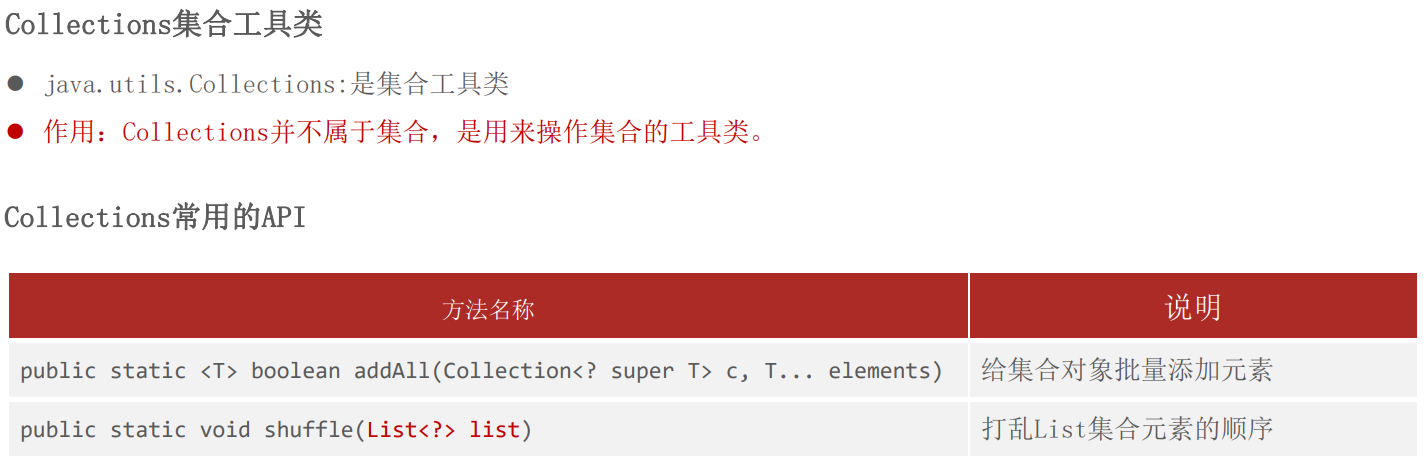 Collections集合工具类
java.utils.Collections:是集合工具类
作用：Collections并不属于集合，是用来操作集合的工具类。
Collections常用的API
方法名称 说明
public static <T> boolean addAll(Collection<? super T> c, T... elements) 给集合对象批量添加元素
public static void shuffle(List<?> list) 打乱List集合元素的顺序